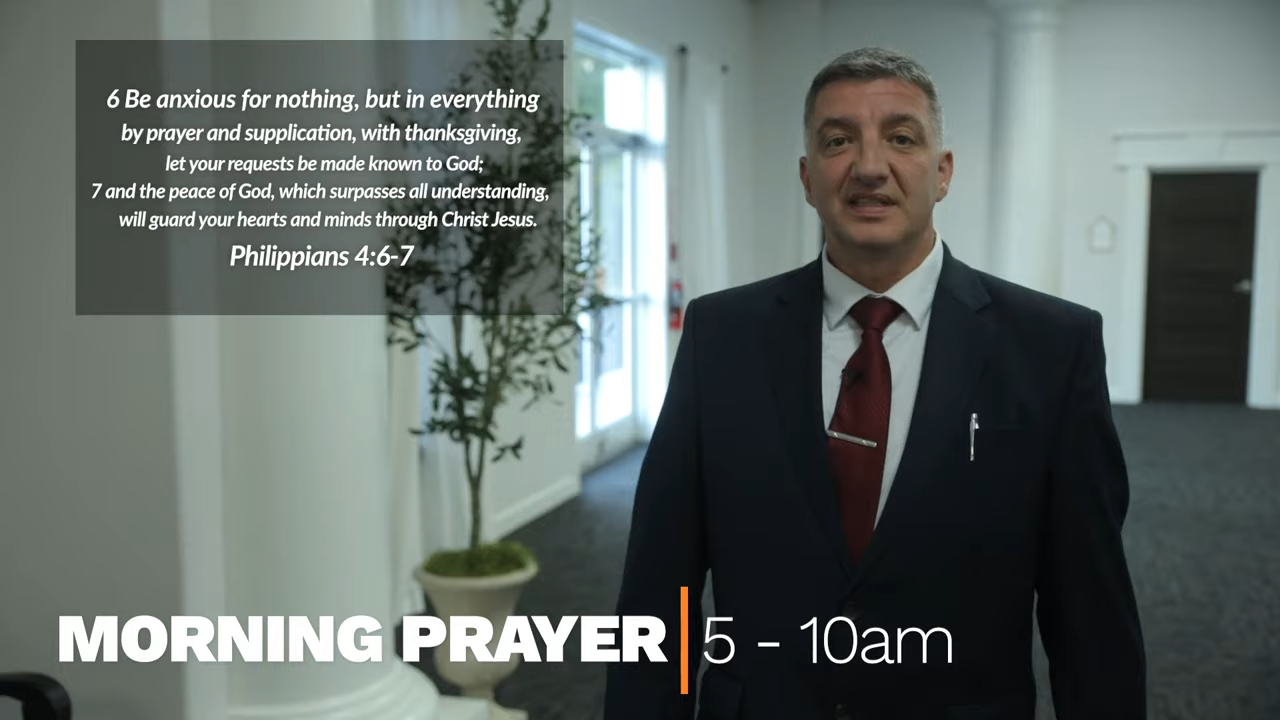 6 Be anxious for nothing, but in everything
by prayer and supplication, with thanksgiving,
let your requests be made known to God;
7 and the peace of God, which surpasses all understanding,
will guard your hearts and minds through Christ Jesus.
Philippians 4:6-7
MORNING PRAYER 5 - 10am